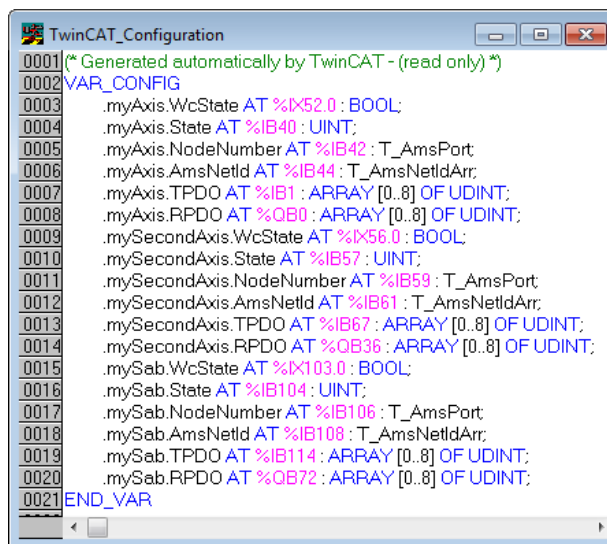 TwinCAT_Configuration
0001 (* Generated automatically by TwinCAT - (read only) *)
0002 VAR_CONFIG
0003 .myAxis.WcState AT %IX52.0 : BOOL;
0004 .myAxis.State AT %IB40 : UINT;
0005 .myAxis.NodeNumber AT %IB42 : T_AmsPort;
0006 .myAxis.AmsNetId AT %IB44 : T_AmsNetIdArr;
0007 .myAxis.TPDO AT %IB1 : ARRAY [0..8] OF UDINT;
0008 .myAxis.RPDO AT %QB0 : ARRAY [0..8] OF UDINT;
0009 .mySecondAxis.WcState AT %IX56.0 : BOOL;
0010 .mySecondAxis.State AT %IB57 : UINT;
0011 .mySecondAxis.NodeNumber AT %IB59 : T_AmsPort;
0012 .mySecondAxis.AmsNetId AT %IB61 : T_AmsNetIdArr;
0013 .mySecondAxis.TPDO AT %IB67 : ARRAY [0..8] OF UDINT;
0014 .mySecondAxis.RPDO AT %QB36 : ARRAY [0..8] OF UDINT;
0015 .mySab.WcState AT %IX103.0 : BOOL;
0016 .mySab.State AT %IB104 : UINT;
0017 .mySab.NodeNumber AT %IB106 : T_AmsPort;
0018 .mySab.AmsNetId AT %IB108 : T_AmsNetIdArr;
0019 .mySab.TPDO AT %IB114 : ARRAY [0..8] OF UDINT;
0020 .mySab.RPDO AT %QB72 : ARRAY [0..8] OF UDINT;
0021 END_VAR